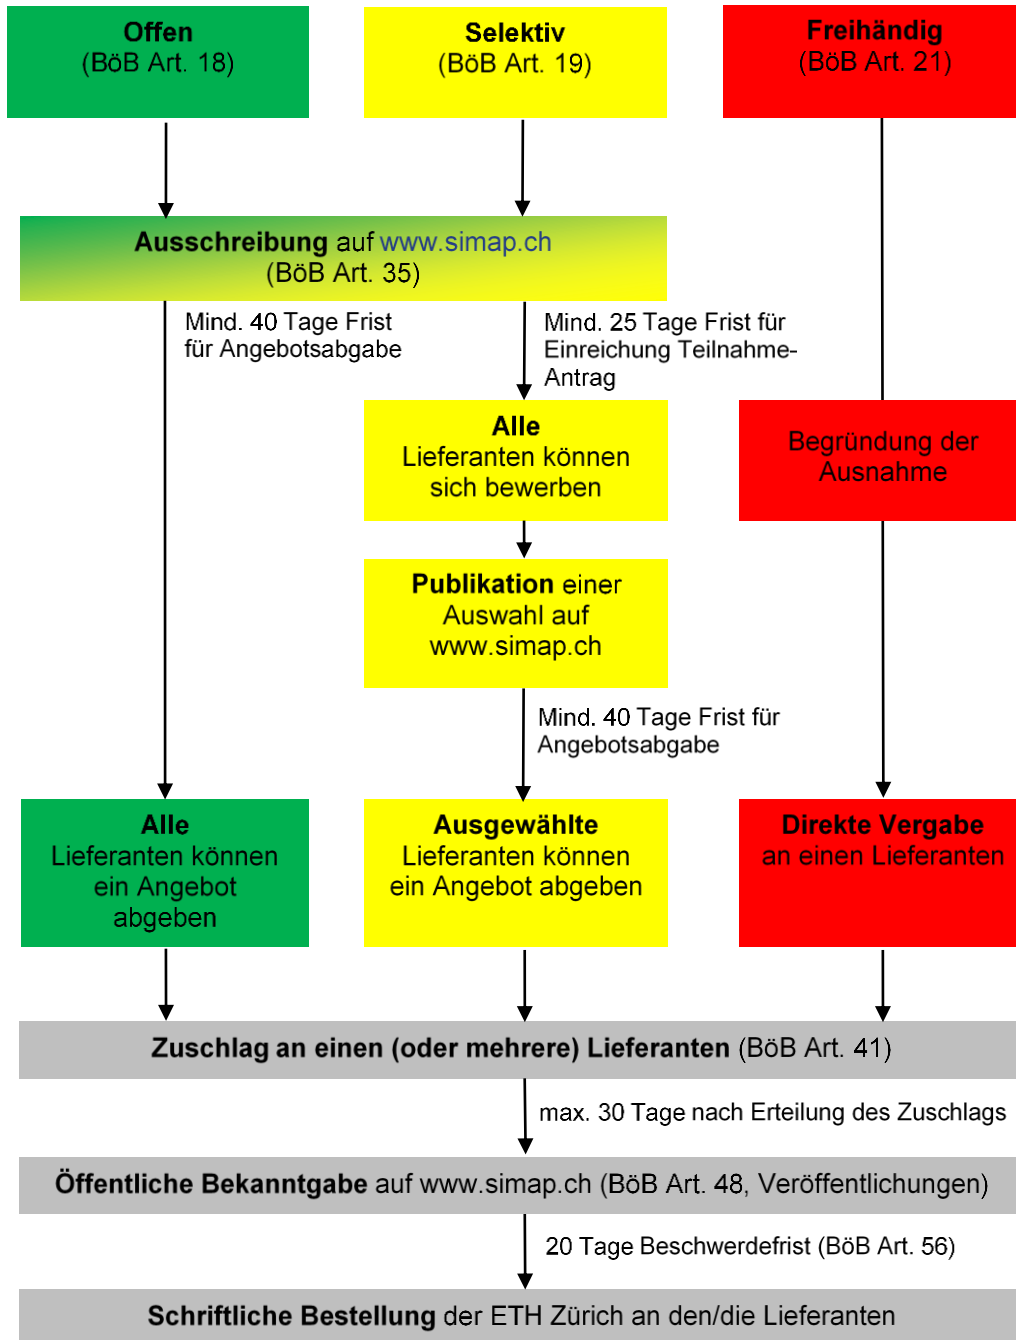 Offen
(BöB Art. 18)
Selektiv
(BöB Art. 19)
Freihändig
(BöB Art. 21)
Ausschreibung auf www.simap.ch
(BöB Art. 35)
Mind. 40 Tage Frist
für Angebotsabgabe
Mind. 25 Tage Frist für
Einreichung Teilnahme-
Antrag
Alle
Lieferanten können
sich bewerben
Begründung der
Ausnahme
Publikation einer
Auswahl auf
www.simap.ch
Mind. 40 Tage Frist für
Angebotsabgabe
Alle
Lieferanten können
ein Angebot
abgeben
Ausgewählte
Lieferanten können
ein Angebot abgeben
Direkte Vergabe
an einen Lieferanten
Zuschlag an einen (oder mehrere) Lieferanten (BöB Art. 41)
max. 30 Tage nach Erteilung des Zuschlags
Öffentliche Bekanntgabe auf www.simap.ch (BöB Art. 48, Veröffentlichungen)
20 Tage Beschwerdefrist (BöB Art. 56)
Schriftliche Bestellung der ETH Zürich an den/die Lieferanten